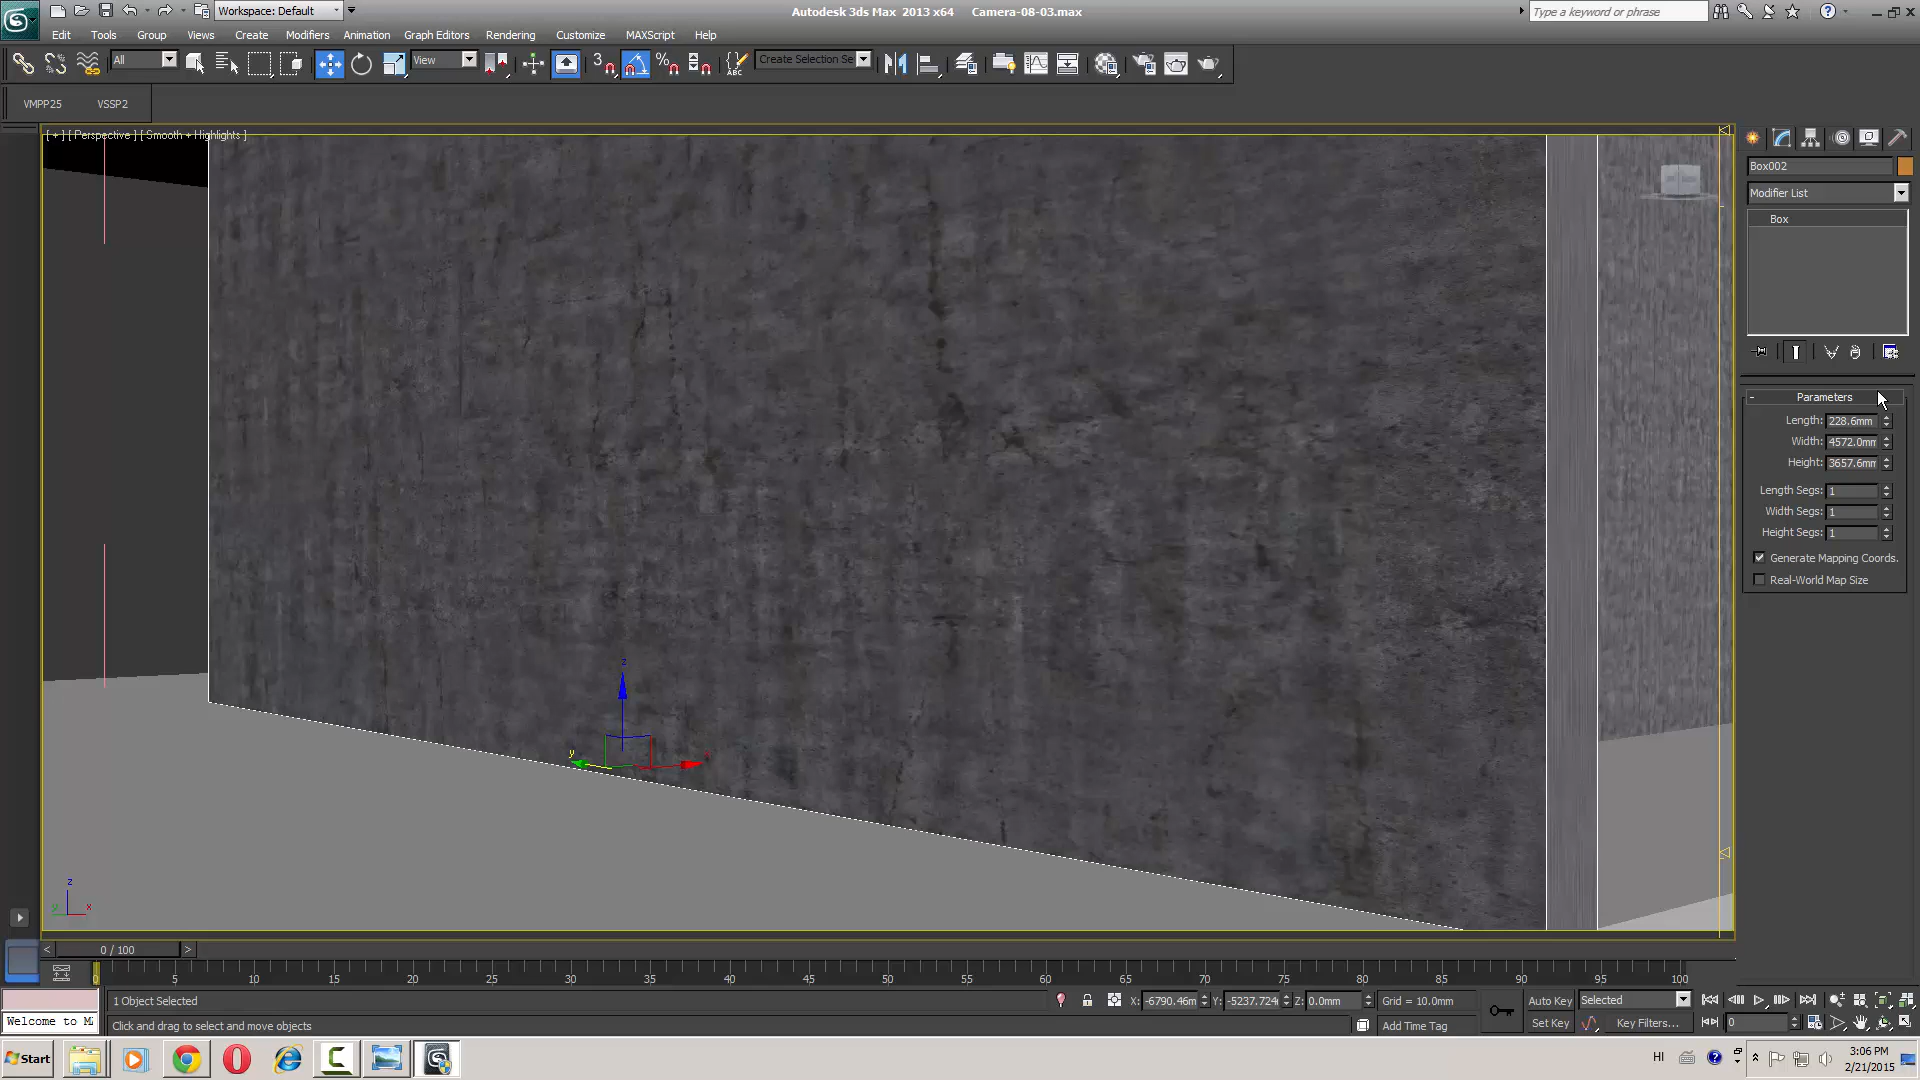 Workspace: Default
Autodesk 3ds Max 2013 x64 Camera-08-03.max
Type a keyword or phrase
Edit Tools Group Views Create Modifiers Animation Graph Editors Rendering Customize MAXScript Help
All View 3 % ABC Create Selection Se
VMPP25 VSSP2
[ + ] [ Perspective ] [ Smooth + Highlights ]
Box002
Modifier List
Box
- Parameters
Length: 228.6mm
Width: 4572.0mm
Height: 3657.6mm
Length Segs: 1
Width Segs: 1
Height Segs: 1
Generate Mapping Coords.
Real-World Map Size
z
y
z
x
< 0 / 100 >
5 10 15 20 25 30 35 40 45 50 55 60 65 70 75 80 85 90 95 100
1 Object Selected X: -6790.46m Y: -5237.724 Z: 0.0mm Grid = 10.0mm Auto Key Selected
Welcome to M Click and drag to select and move objects Add Time Tag Set Key Key Filters... 0
Start HI 3:06 PM
2/21/2015